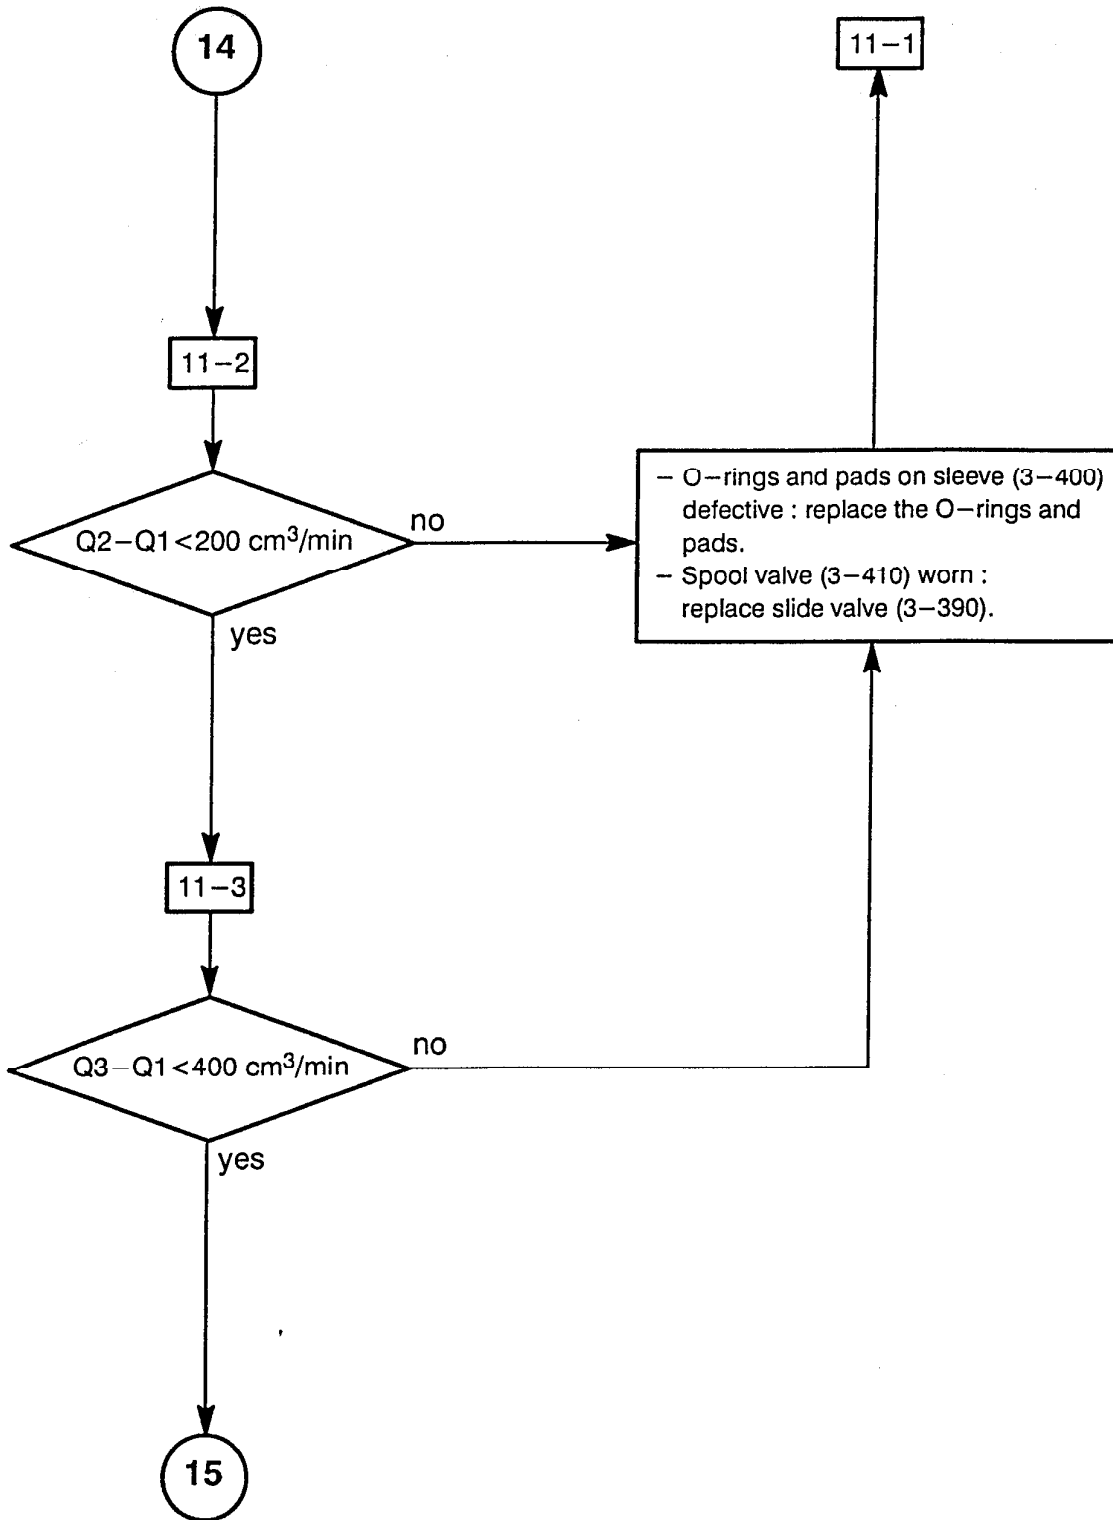 14
11–1
11–2
Q2–Q1<200 cm³/min
no
yes
– O–rings and pads on sleeve (3–400)
defective : replace the O–rings and
pads.
– Spool valve (3–410) worn :
replace slide valve (3–390).
11–3
Q3–Q1<400 cm³/min
no
yes
15